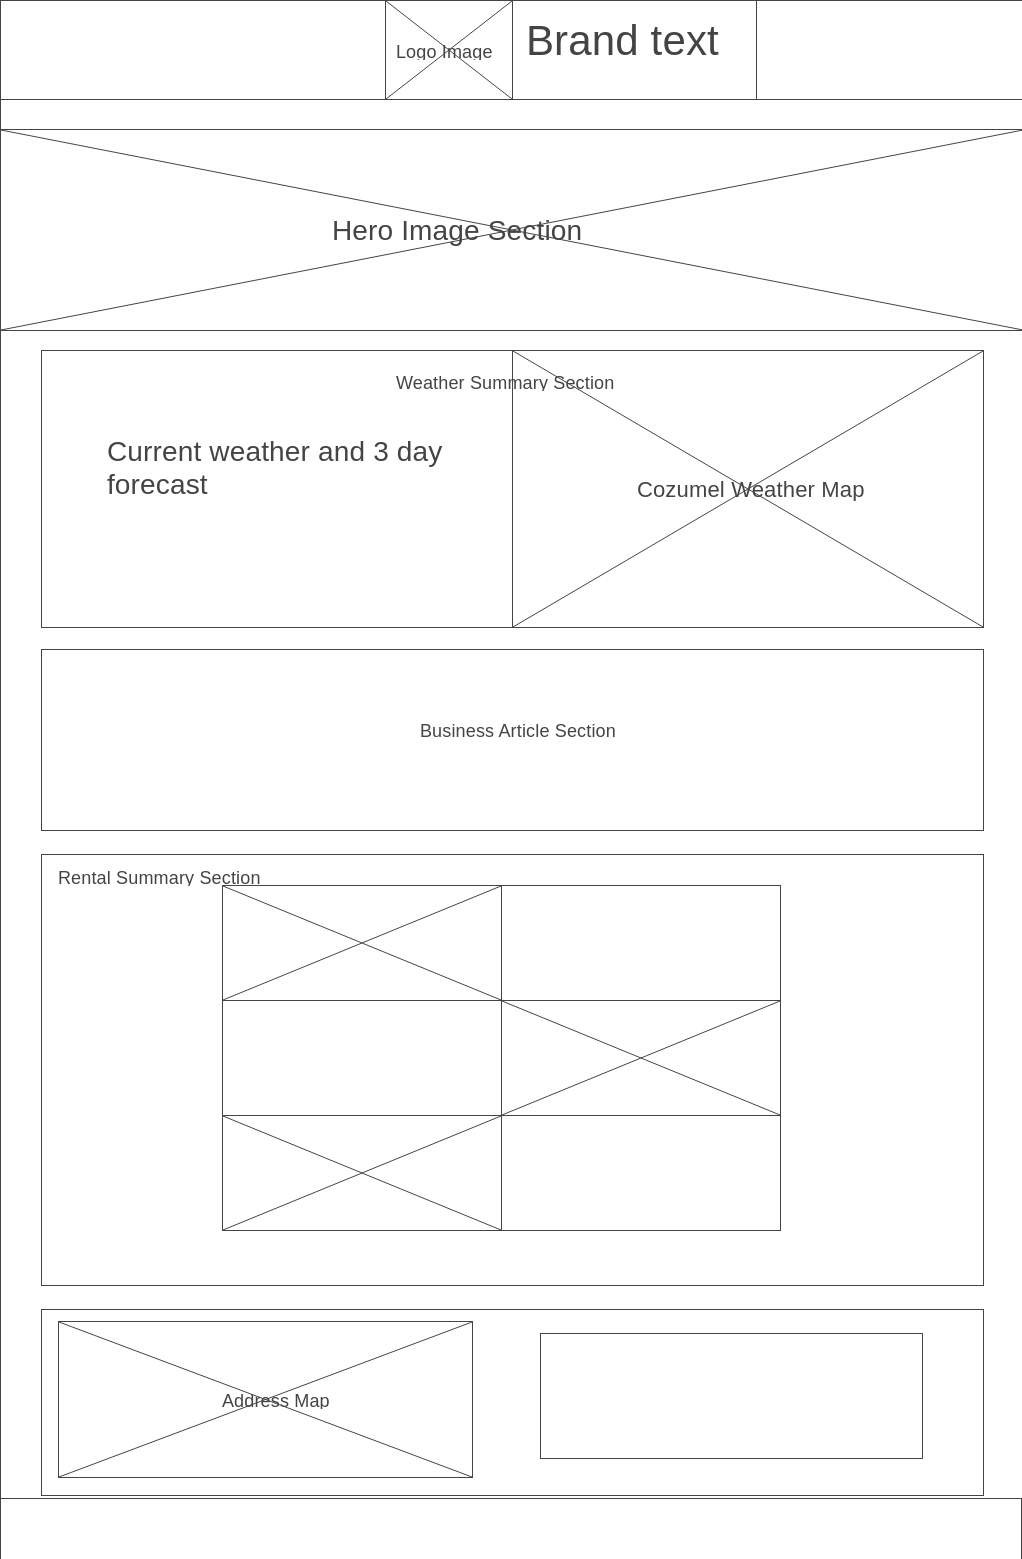 Logo Image
Brand text
Hero Image Section
Weather Summary Section
Current weather and 3 day
forecast
Cozumel Weather Map
Business Article Section
Rental Summary Section
Address Map